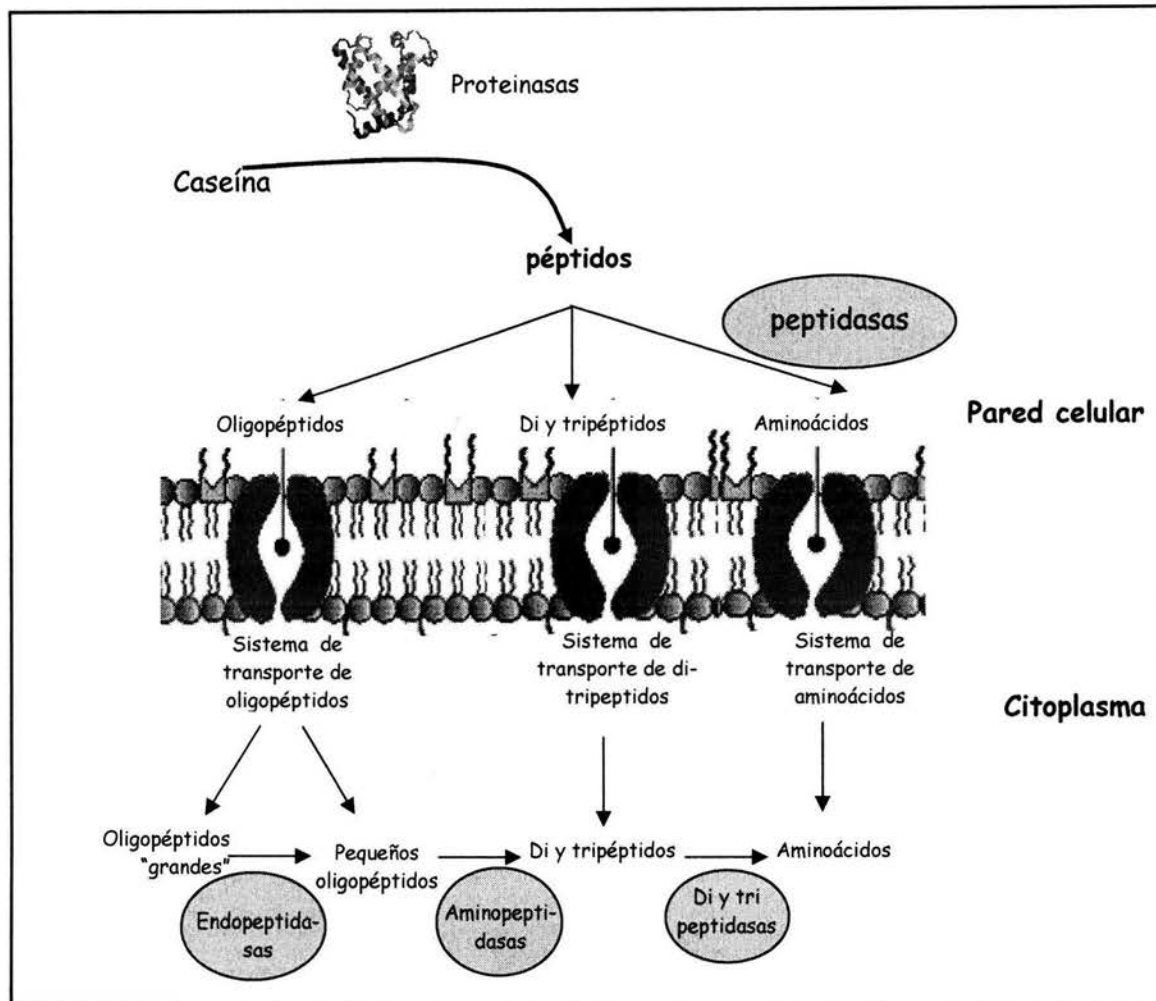 Proteinasas
Caseína
péptidos
peptidasas
Oligopéptidos
Di y tripéptidos
Aminoácidos
Pared celular
Sistema de
transporte de
oligopéptidos
Sistema de
transporte de di-
tripeptidos
Sistema de
transporte de
aminoácidos
Citoplasma
Oligopéptidos
"grandes"
Pequeños
oligopéptidos
Di y tripéptidos
Aminoácidos
Endopeptida-
sas
Aminopepti-
dasas
Di y tri
peptidasas